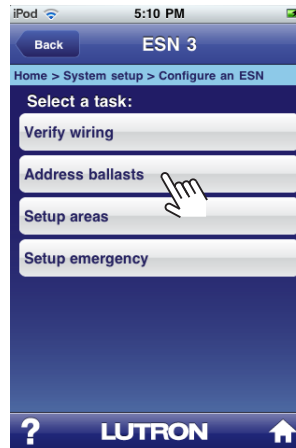 iPod 5:10 PM
Back ESN 3
Home > System setup > Configure an ESN
Select a task:
Verify wiring
Address ballasts
Setup areas
Setup emergency
? LUTRON